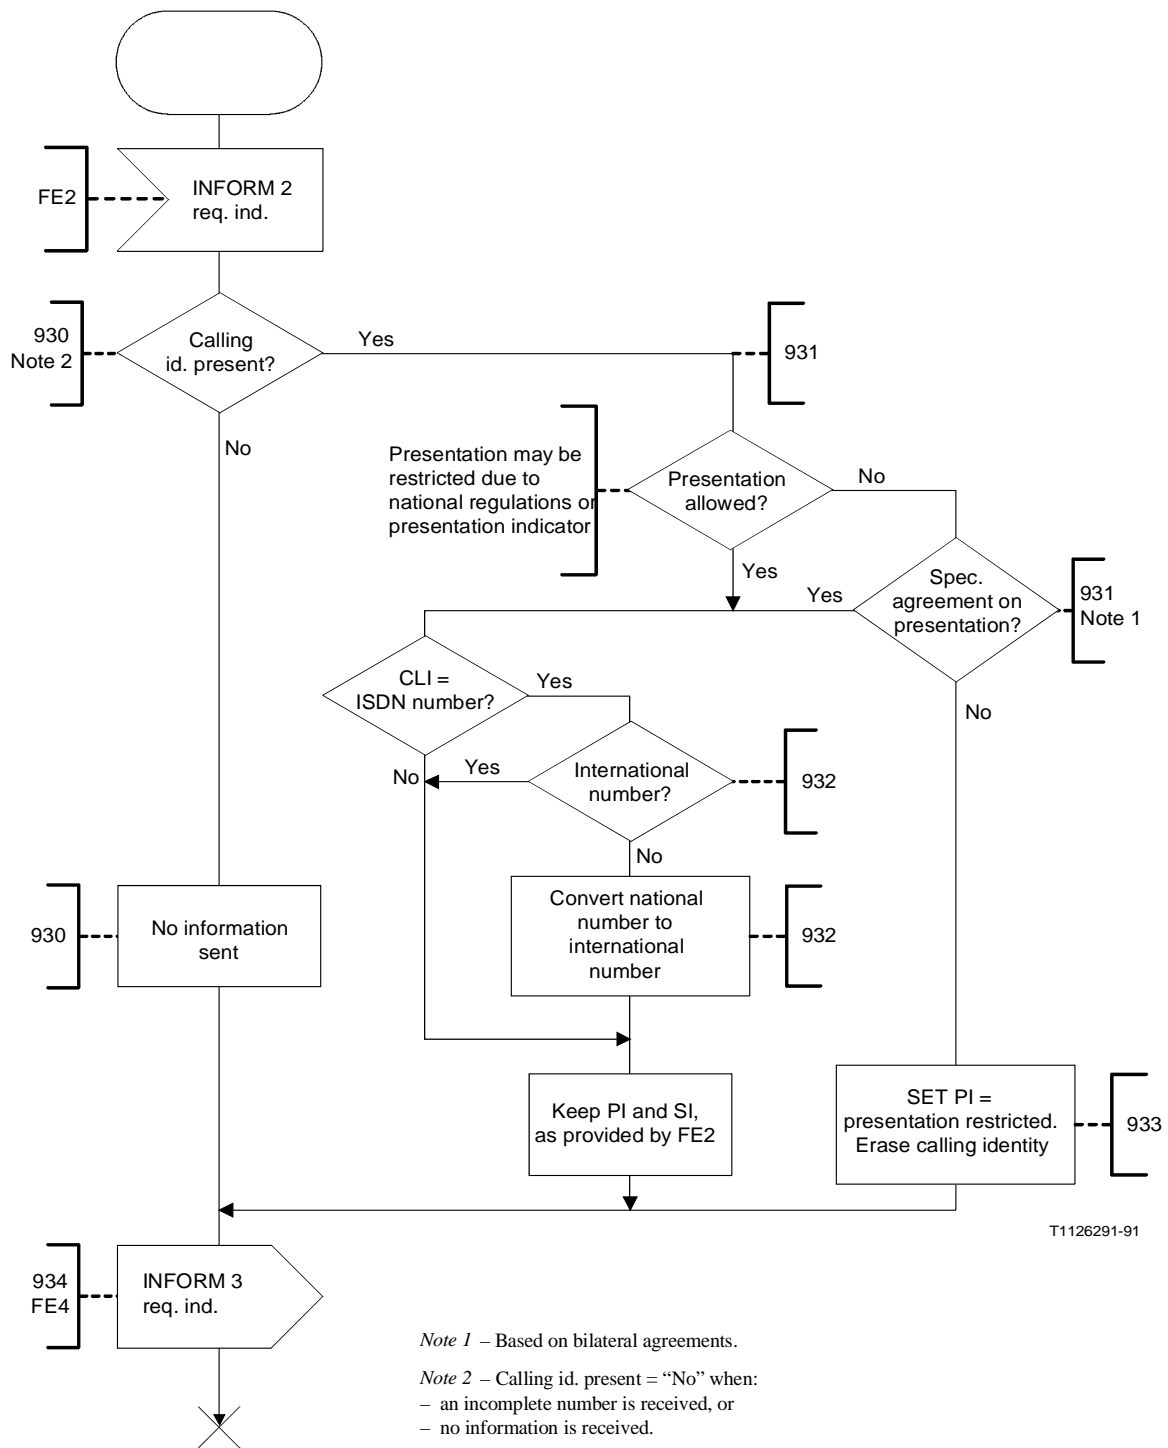 FE2
INFORM 2
req. ind.
930
Note 2
Calling
id. present?
Yes
931
No
Presentation may be
restricted due to
national regulations or
presentation indicator
Presentation
allowed?
No
Yes
Yes
Spec.
agreement on
presentation?
931
Note 1
CLI =
ISDN number?
Yes
No
No
Yes
International
number?
932
No
930
No information
sent
Convert national
number to
international
number
932
Keep PI and SI,
as provided by FE2
SET PI =
presentation restricted.
Erase calling identity
933
T1126291-91
934
FE4
INFORM 3
req. ind.
Note 1 – Based on bilateral agreements.
Note 2 – Calling id. present = “No” when:
– an incomplete number is received, or
– no information is received.